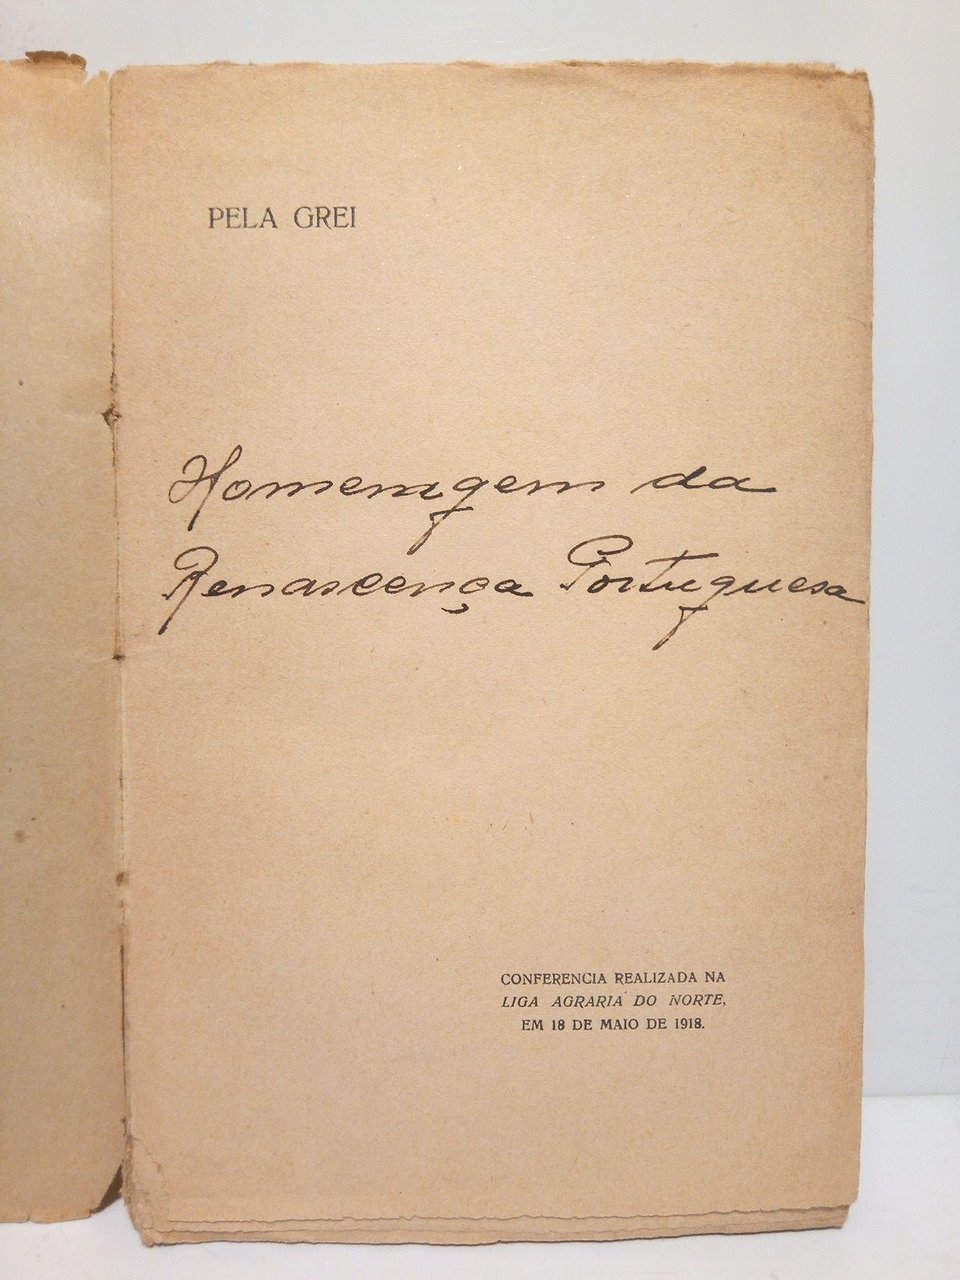 PELA GREI
Homenagem da
Renascença Portuguesa
CONFERENCIA REALIZADA NA
LIGA AGRARIA DO NORTE,
EM 18 DE MAIO DE 1918.